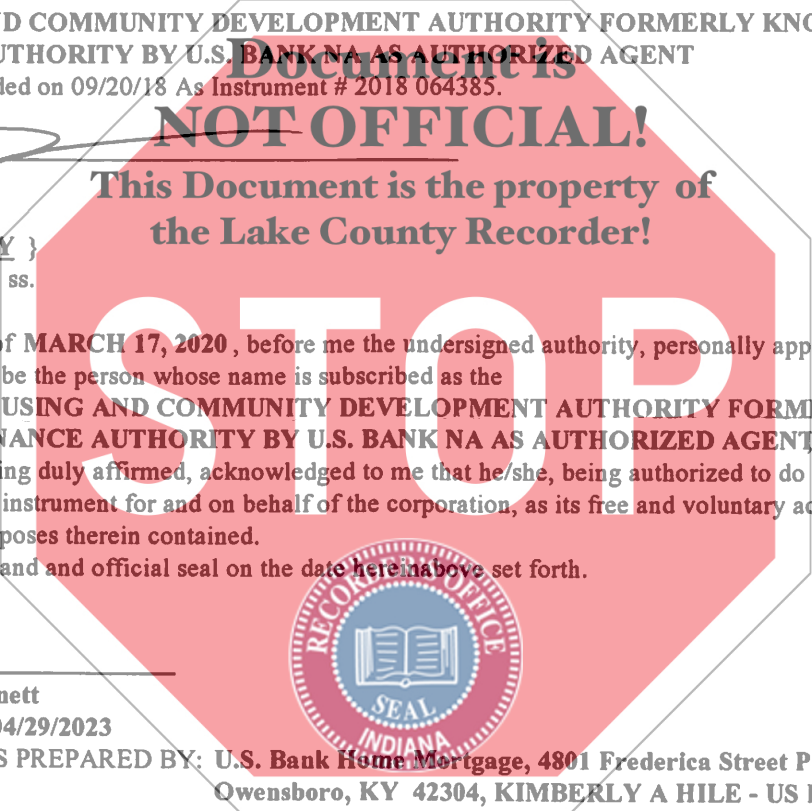 D COMMUNITY DEVELOPMENT AUTHORITY FORMERLY KNO
UTHORITY BY U.S. BANK NA AS AUTHORIZED AGENT
Document is
ded on 09/20/18 As Instrument # 2018 064385.
NOT OFFICIAL!
This Document is the property of
the Lake County Recorder!
Y }
ss.
STOP
of MARCH 17, 2020 , before me the undersigned authority, personally app
be the person whose name is subscribed as the
USING AND COMMUNITY DEVELOPMENT AUTHORITY FORM
NANCE AUTHORITY BY U.S. BANK NA AS AUTHORIZED AGENT,
ing duly affirmed, acknowledged to me that he/she, being authorized to do
instrument for and on behalf of the corporation, as its free and voluntary ac
poses therein contained.
and and official seal on the date hereinabove set forth.
RECORDER'S OFFICE
SEAL
INDIANA
nett
04/29/2023
S PREPARED BY: U.S. Bank Home Mortgage, 4801 Frederica Street P
Owensboro, KY 42304, KIMBERLY A HILE - US